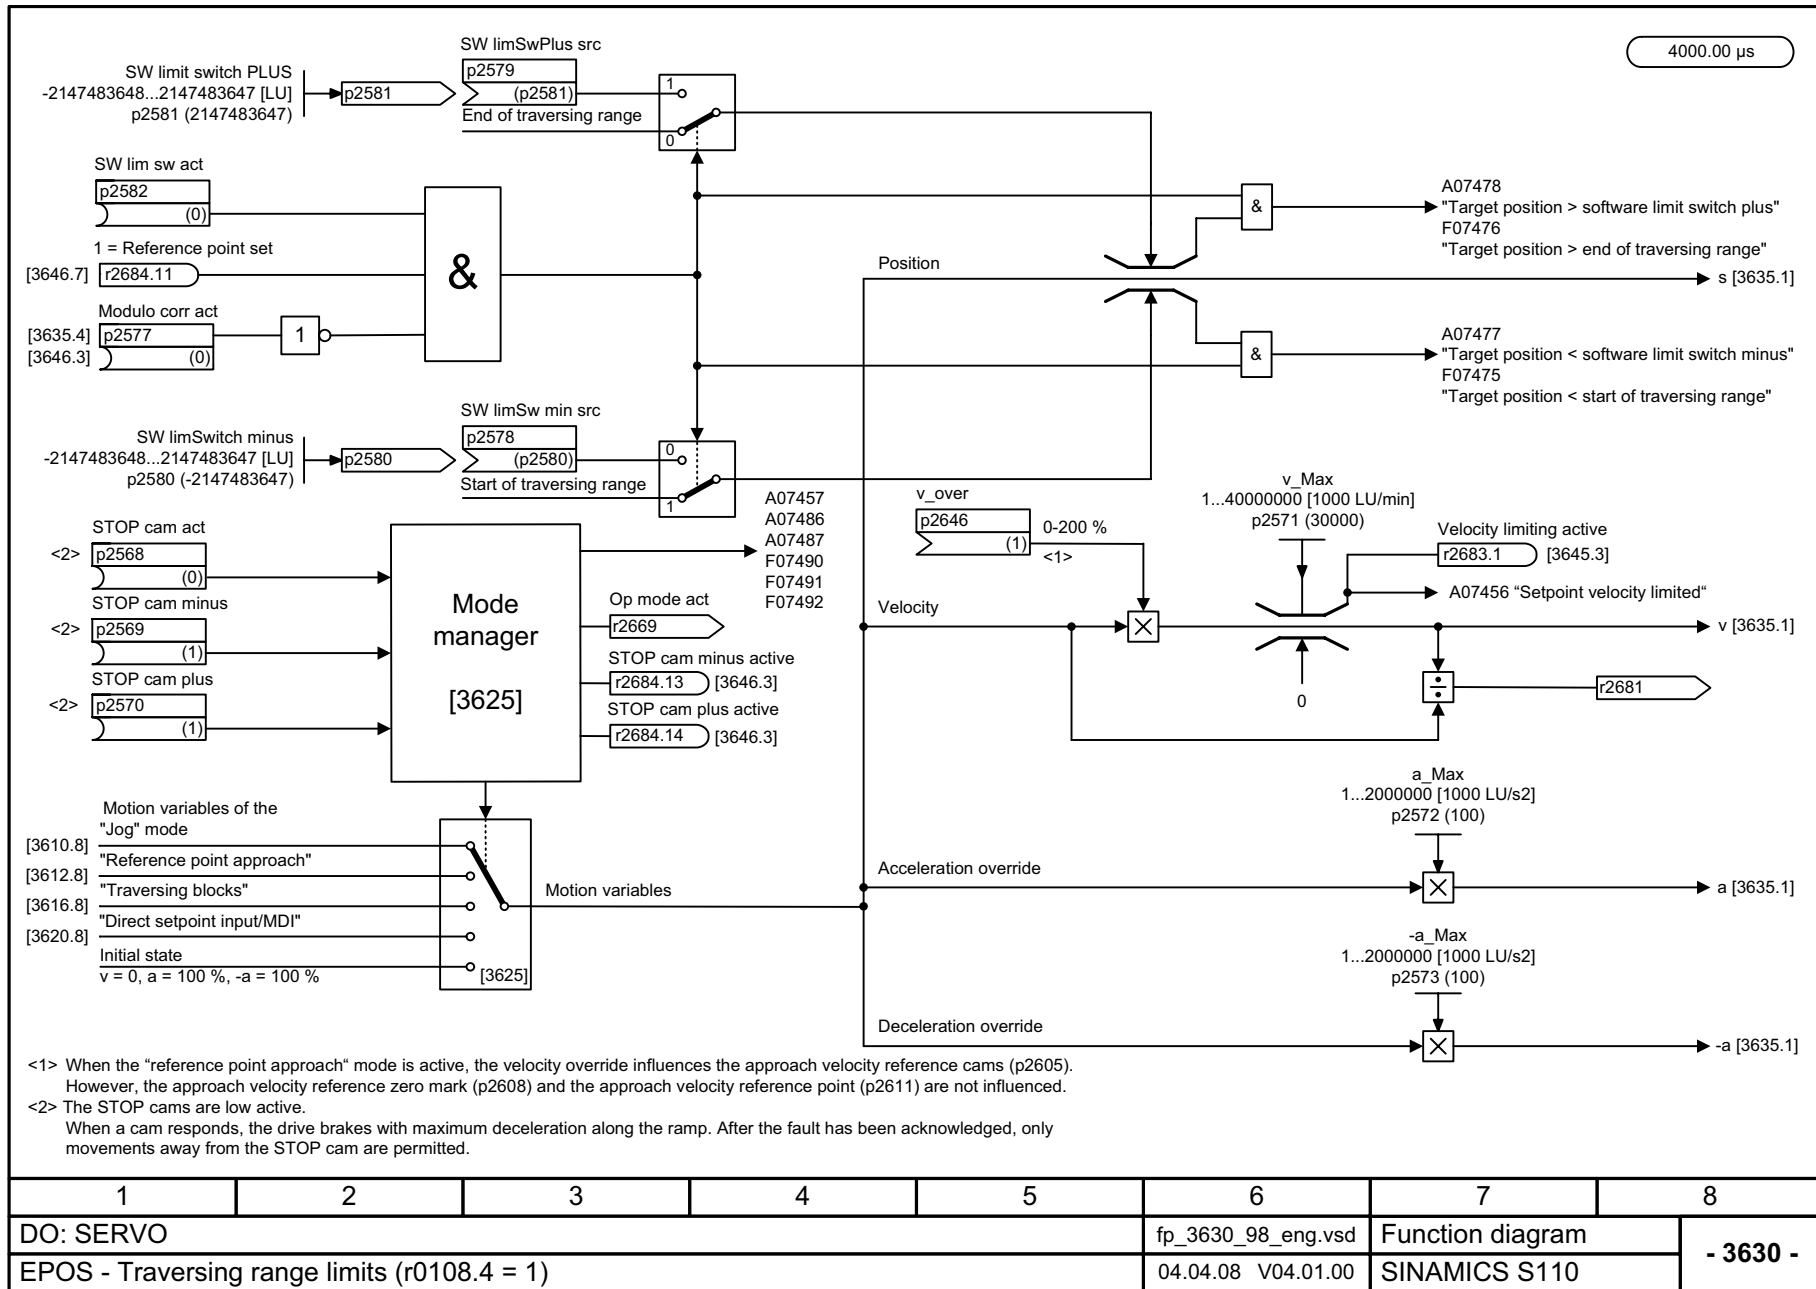 4000.00 µs
SW limSwPlus src
SW limit switch PLUS
-2147483648...2147483647 [LU]
p2581 (2147483647)
p2581
p2579
(p2581)
End of traversing range
1
0
SW lim sw act
p2582
(0)
1 = Reference point set
[3646.7]
r2684.11
Modulo corr act
[3635.4]
[3646.3]
p2577
(0)
1
&
SW limSw min src
SW limSwitch minus
-2147483648...2147483647 [LU]
p2580 (-2147483647)
p2580
p2578
(p2580)
Start of traversing range
0
1
Position
&
A07478
"Target position > software limit switch plus"
F07476
"Target position > end of traversing range"
s [3635.1]
&
A07477
"Target position < software limit switch minus"
F07475
"Target position < start of traversing range"
STOP cam act
<2>
p2568
(0)
STOP cam minus
<2>
p2569
(1)
STOP cam plus
<2>
p2570
(1)
Mode
manager
[3625]
A07457
A07486
A07487
F07490
F07491
F07492
Op mode act
r2669
STOP cam minus active
r2684.13
[3646.3]
STOP cam plus active
r2684.14
[3646.3]
v_over
p2646
(1)
0-200 %
<1>
Velocity
×
v_Max
1...40000000 [1000 LU/min]
p2571 (30000)
0
Velocity limiting active
r2683.1
[3645.3]
A07456 “Setpoint velocity limited“
v [3635.1]
÷
r2681
Motion variables of the
"Jog" mode
[3610.8]
"Reference point approach"
[3612.8]
"Traversing blocks"
[3616.8]
"Direct setpoint input/MDI"
[3620.8]
Initial state
v = 0, a = 100 %, -a = 100 %
[3625]
Motion variables
a_Max
1...2000000 [1000 LU/s2]
p2572 (100)
Acceleration override
×
a [3635.1]
-a_Max
1...2000000 [1000 LU/s2]
p2573 (100)
Deceleration override
×
-a [3635.1]
<1> When the “reference point approach“ mode is active, the velocity override influences the approach velocity reference cams (p2605).
However, the approach velocity reference zero mark (p2608) and the approach velocity reference point (p2611) are not influenced.
<2> The STOP cams are low active.
When a cam responds, the drive brakes with maximum deceleration along the ramp. After the fault has been acknowledged, only
movements away from the STOP cam are permitted.
1 2 3 4 5 6 7 8
DO: SERVO
fp_3630_98_eng.vsd
Function diagram
- 3630 -
EPOS - Traversing range limits (r0108.4 = 1)
04.04.08 V04.01.00
SINAMICS S110